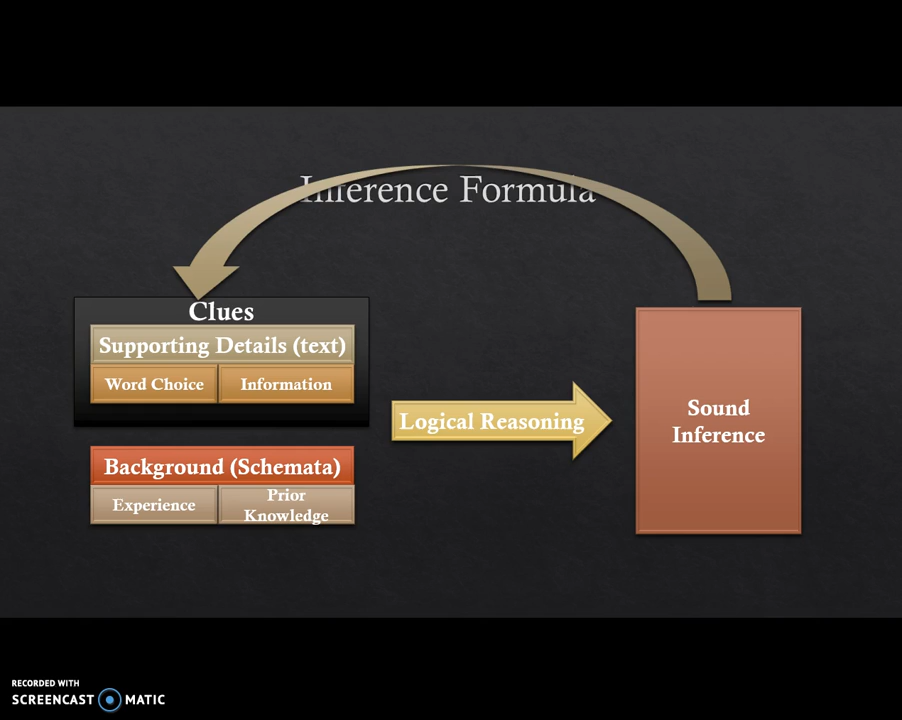 Inference Formula
Clues
Supporting Details (text)
Word Choice
Information
Background (Schemata)
Experience
Prior
Knowledge
Logical Reasoning
Sound
Inference
RECORDED WITH
SCREENCAST MATIC